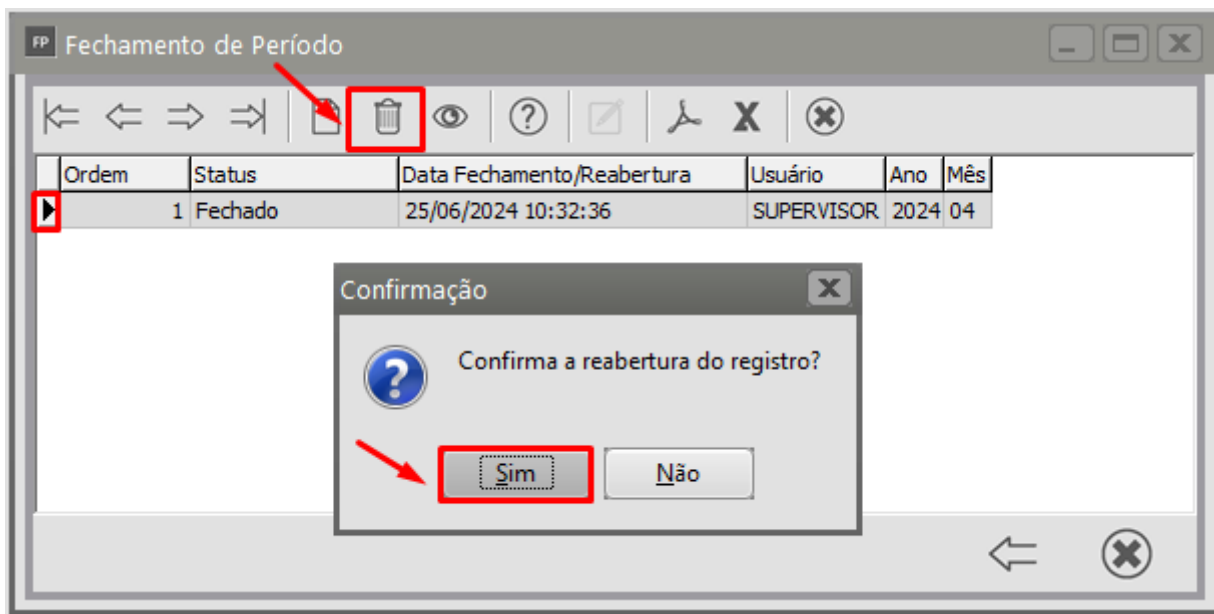 FP Fechamento de Período
Ordem Status Data Fechamento/Reabertura Usuário Ano Mês
1 Fechado 25/06/2024 10:32:36 SUPERVISOR 2024 04
Confirmação
Confirma a reabertura do registro?
Sim Não